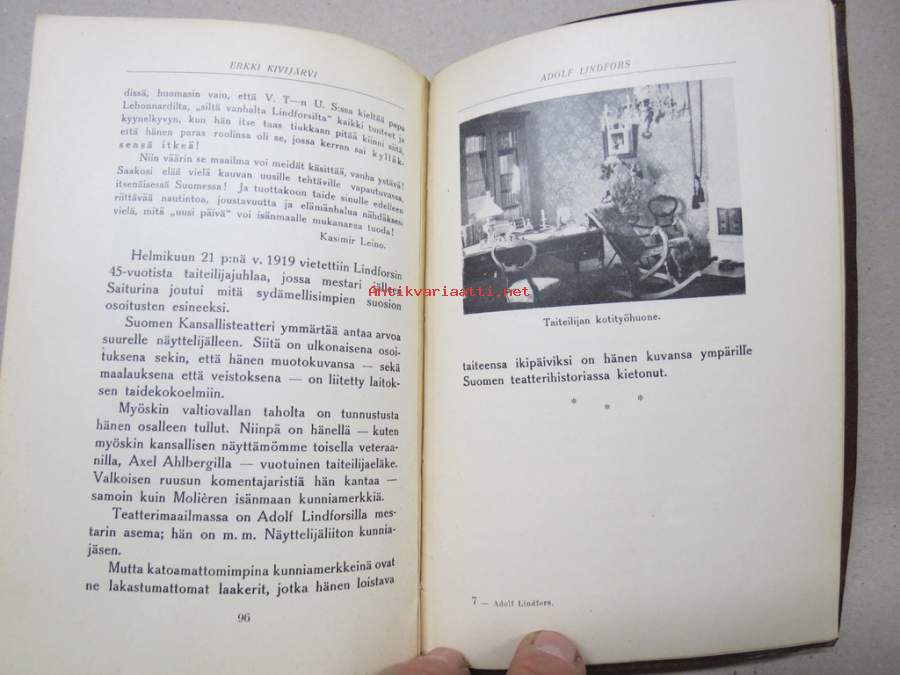 ERKKI KIVIJÄRVI
dissä, huomasin vain, että V. T—n U. S:ssa kieltää papa
Lebonnardilta, „siltä vanhalta Lindforsilta“ kaikki tunteet ja
kyynelkyvyn, kun hän itse taas tiukkaan pitää kiinni siitä,
että hänen paras roolinsa oli se, jossa kerran sai kylläk-
sensä itkeä!
Niin väärin se maailma voi meidät käsittää, vanha ystävä!
Saakosi elää vielä kauvan uusille tehtäville vapautuvassa,
itsenäisessä Suomessa! Ja tuottakoon taide sinulle edelleen
riittävää nautintoa, joustavuutta ja elämänhalua nähdäksesi
vielä, mitä „uusi päivä“ voi isänmaalle mukanansa tuoda!
Kasimir Leino.
Helmikuun 21 p:nä v. 1919 vietettiin Lindforsin
45-vuotista taiteilijajuhlaa, jossa mestari jälleen
Saiturina joutui mitä sydämellisimpien suosion
osoitusten esineeksi.
Suomen Kansallisteatteri ymmärtää antaa arvoa
suurelle näyttelijälleen. Siitä on ulkonaisena osoi-
tuksena sekin, että hänen muotokuvansa — sekä
maalauksena että veistoksena — on liitetty laitok-
sen taidekokoelmiin.
Myöskin valtiovallan taholta on tunnustusta
hänen osalleen tullut. Niinpä on hänellä — kuten
myöskin kansallisen näyttämömme toisella veteraa-
nilla, Axel Ahlbergilla — vuotuinen taiteilijaeläke.
Valkoisen ruusun komentajaristiä hän kantaa —
samoin kuin Molièren isänmaan kunniamerkkiä.
Teatterimaailmassa on Adolf Lindforsilla mes-
tarin asema; hän on m. m. Näyttelijäliiton kunnia-
jäsen.
Mutta katoamattomimpina kunniamerkkeinä ovat
ne lakastumattomat laakerit, jotka hänen loistava
96
ADOLF LINDFORS
Antikvariaatti.net
Taiteilijan kotityöhuone.
taiteensa ikipäiviksi on hänen kuvansa ympärille
Suomen teatterihistoriassa kietonut.
* * *
7 — Adolf Lindfors.